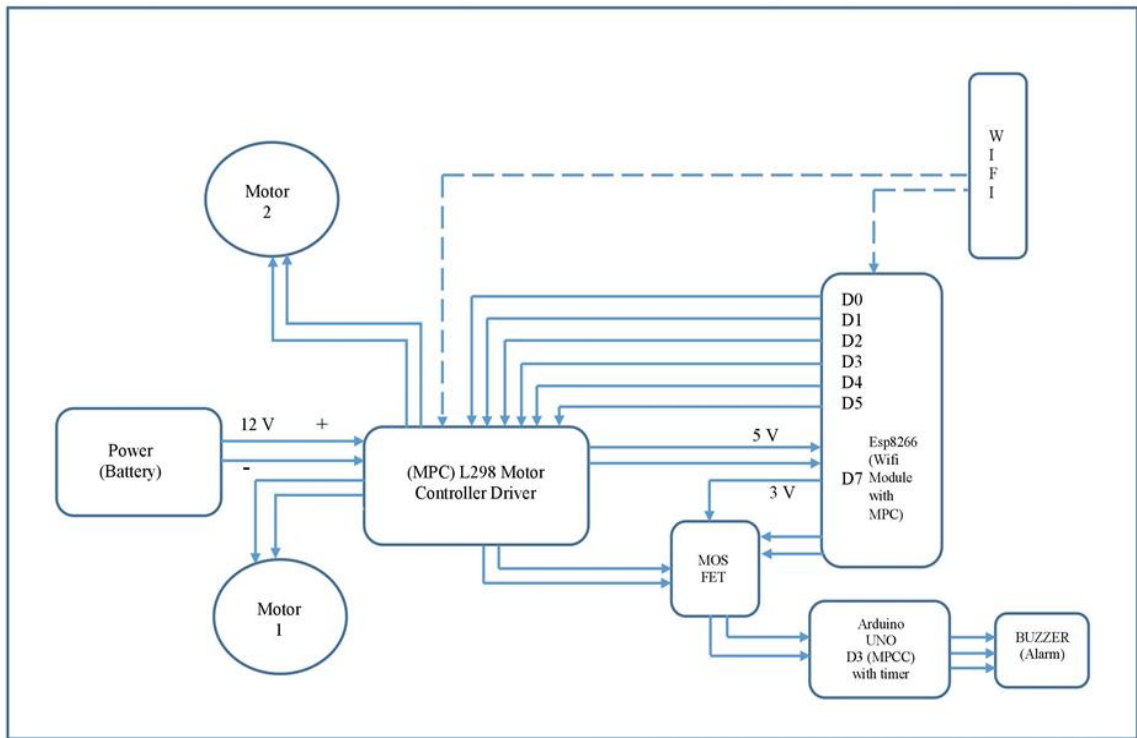 W
I
F
I
Motor
2
D0
D1
D2
D3
D4
D5
12 V +
-
Power
(Battery)
(MPC) L298 Motor
Controller Driver
5 V
Esp8266
(Wifi
Module
with
MPC)
D7
3 V
MOS
FET
Motor
1
Arduino
UNO
D3 (MPCC)
with timer
BUZZER
(Alarm)